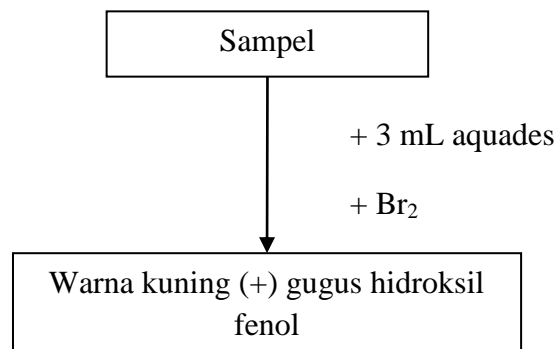 Sampel
+ 3 mL aquades
+ Br₂
Warna kuning (+) gugus hidroksil
fenol